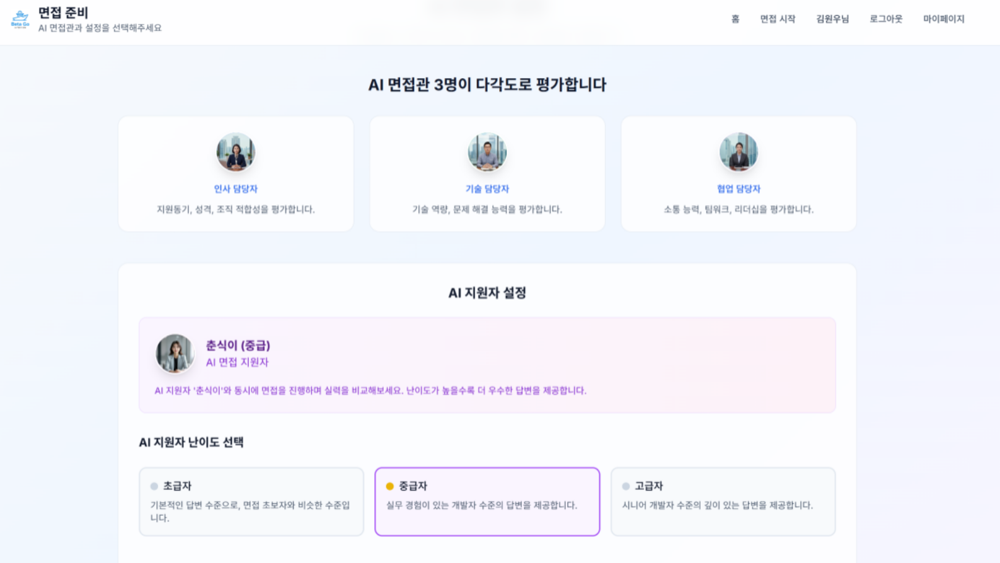 Beta Go
면접 준비
AI 면접관과 설정을 선택해주세요
홈
면접 시작
김원우님
로그아웃
마이페이지
AI 면접관 3명이 다각도로 평가합니다
인사 담당자
지원동기, 성격, 조직 적합성을 평가합니다.
기술 담당자
기술 역량, 문제 해결 능력을 평가합니다.
협업 담당자
소통 능력, 팀워크, 리더십을 평가합니다.
AI 지원자 설정
춘식이 (중급)
AI 면접 지원자
AI 지원자 '춘식이'와 동시에 면접을 진행하며 실력을 비교해보세요. 난이도가 높을수록 더 우수한 답변을 제공합니다.
AI 지원자 난이도 선택
초급자
기본적인 답변 수준으로, 면접 초보자와 비슷한 수준입
니다.
중급자
실무 경험이 있는 개발자 수준의 답변을 제공합니다.
고급자
시니어 개발자 수준의 깊이 있는 답변을 제공합니다.